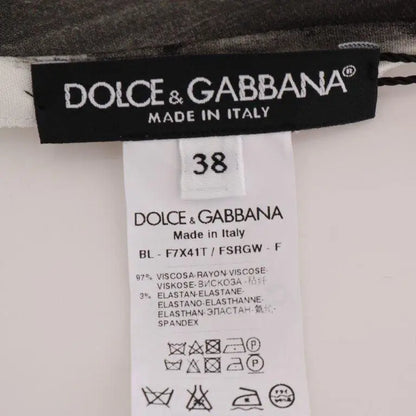 DOLCE & GABBANA®
MADE IN ITALY
38
DOLCE & GABBANA
Made in Italy
BL - F7X41T / FSRGW - F
97% VISCOSA-RAYON-VISCOSE-
VISKOSE-ВИСКОЗА -
3% ELASTAN-ELASTANE-
ELASTANO-ELASTHANNE-
ELASTHAN-ЭЛАСТАН-
SPANDEX